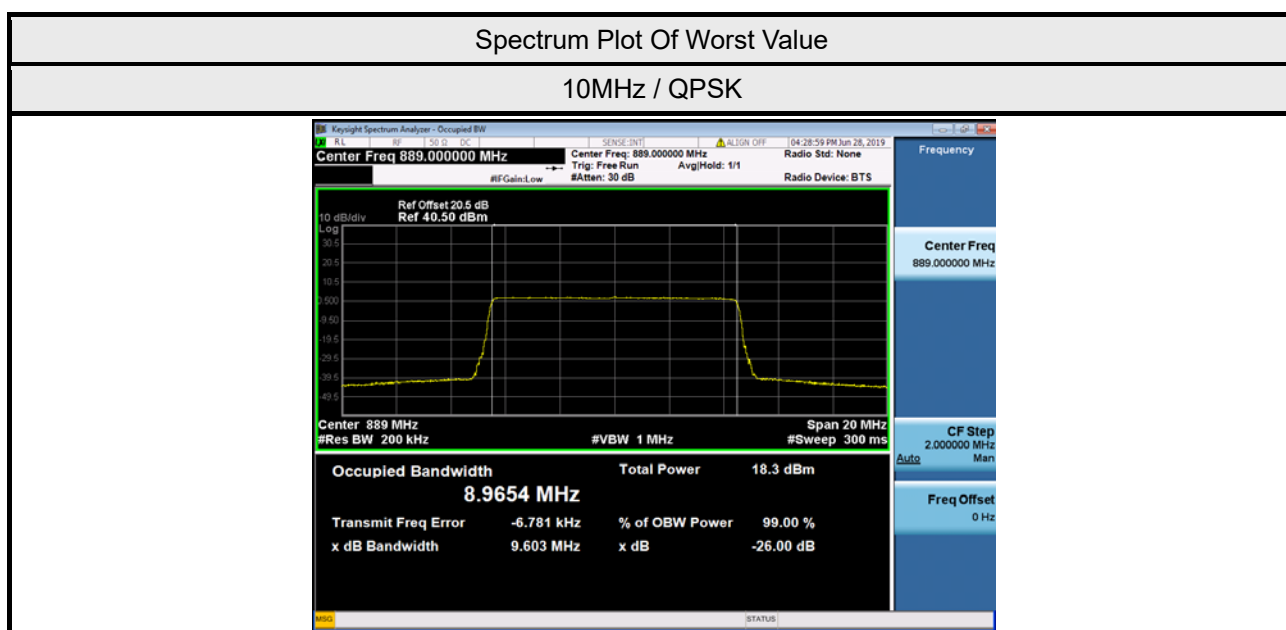 Spectrum Plot Of Worst Value
10MHz / QPSK
Keysight Spectrum Analyzer - Occupied BW
RL RF 50 Ω DC SENSE:INT ALIGN OFF 04:28:59 PM Jun 28, 2019
Center Freq 889.000000 MHz Center Freq: 889.000000 MHz Radio Std: None
Trig: Free Run Avg|Hold: 1/1
#IFGain:Low #Atten: 30 dB Radio Device: BTS
Frequency
Ref Offset 20.5 dB
10 dB/div Ref 40.50 dBm
Log
30.5
20.5
10.5
0.500
-9.50
-19.5
-29.5
-39.5
-49.5
Center 889 MHz Span 20 MHz
#Res BW 200 kHz #VBW 1 MHz #Sweep 300 ms
Occupied Bandwidth Total Power 18.3 dBm
8.9654 MHz
Transmit Freq Error -6.781 kHz % of OBW Power 99.00 %
x dB Bandwidth 9.603 MHz x dB -26.00 dB
Center Freq
889.000000 MHz
CF Step
2.000000 MHz
Auto Man
Freq Offset
0 Hz
MSG STATUS